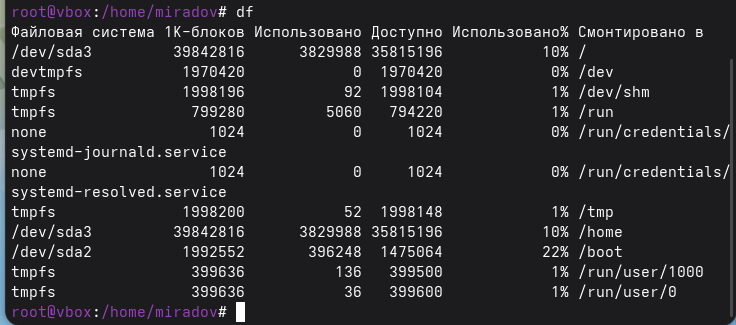 root@vbox:/home/miradov# df
Файловая система 1K-блоков Использовано Доступно Использовано% Смонтировано в
/dev/sda3         39842816      3829988 35815196           10% /
devtmpfs           1970420            0  1970420            0% /dev
tmpfs              1998196           92  1998104            1% /dev/shm
tmpfs               799280         5060   794220            1% /run
none                  1024            0     1024            0% /run/credentials/
systemd-journald.service
none                  1024            0     1024            0% /run/credentials/
systemd-resolved.service
tmpfs              1998200           52  1998148            1% /tmp
/dev/sda3         39842816      3829988 35815196           10% /home
/dev/sda2          1992552       396248  1475064           22% /boot
tmpfs               399636          136   399500            1% /run/user/1000
tmpfs               399636           36   399600            1% /run/user/0
root@vbox:/home/miradov#